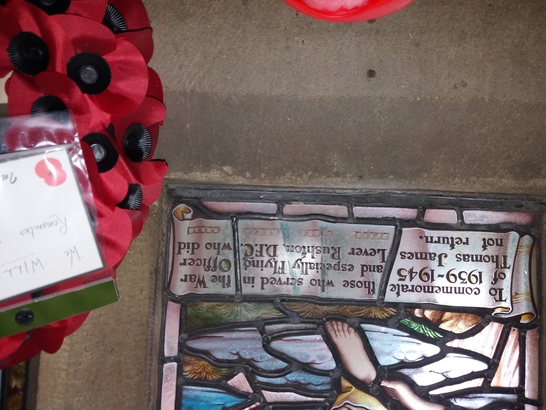 To commemorate those who served in the War
of 1939~1945 and especially Flying Officer
Thomas James Lever Rushton, D.F.C. who did
not return.
We WILL
Remember